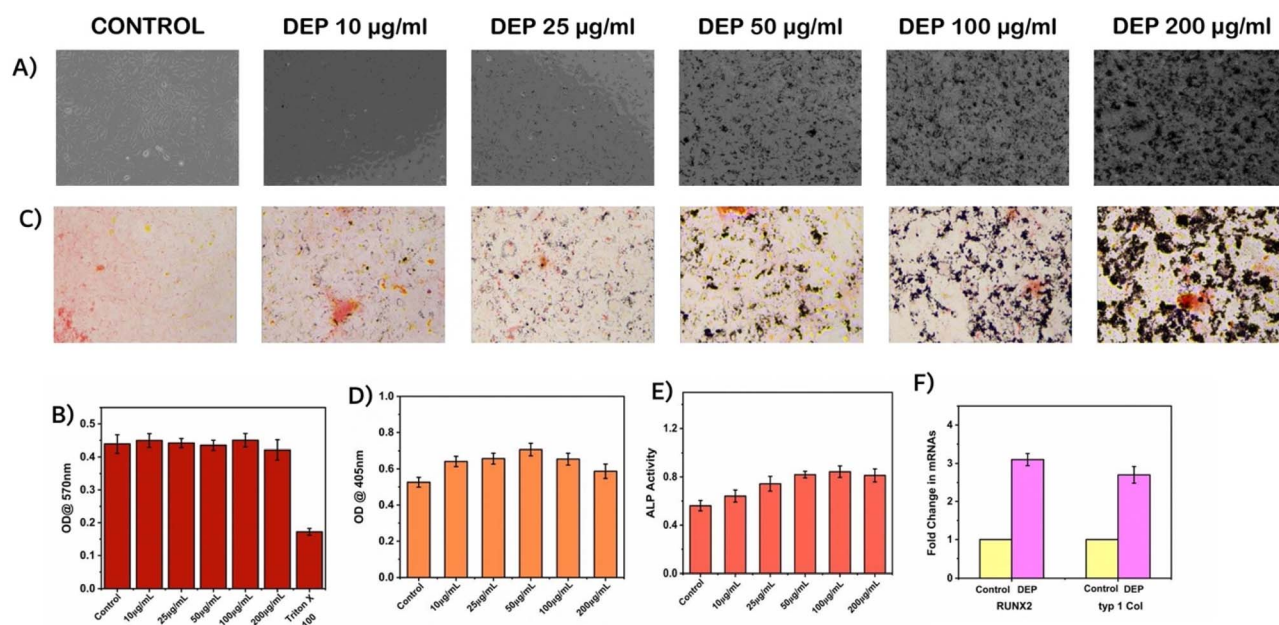 CONTROL DEP 10 µg/ml DEP 25 µg/ml DEP 50 µg/ml DEP 100 µg/ml DEP 200 µg/ml
A)
C)
B)
OD@ 570nm
0.5
0.4
0.3
0.2
0.1
0.0
Control 10µg/mL 25µg/mL 50µg/mL 100µg/mL 200µg/mL Triton X 100
D)
OD @ 405nm
1.0
0.8
0.6
0.4
0.2
0.0
Control 10µg/mL 25µg/mL 50µg/mL 100µg/mL 200µg/mL
E)
ALP Activity
1.2
0.8
0.4
0.0
Control 10µg/mL 25µg/mL 50µg/mL 100µg/mL 200µg/mL
F)
Fold Change in mRNAs
4
3
2
1
0
Control DEP Control DEP
RUNX2 typ 1 Col